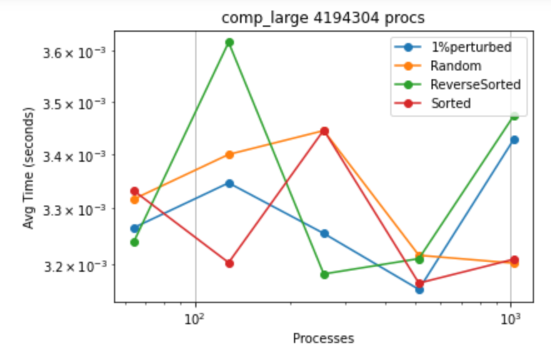 comp_large 4194304 procs
3.6 × 10⁻³
3.5 × 10⁻³
3.4 × 10⁻³
3.3 × 10⁻³
3.2 × 10⁻³
Avg Time (seconds)
1%perturbed
Random
ReverseSorted
Sorted
10²
10³
Processes